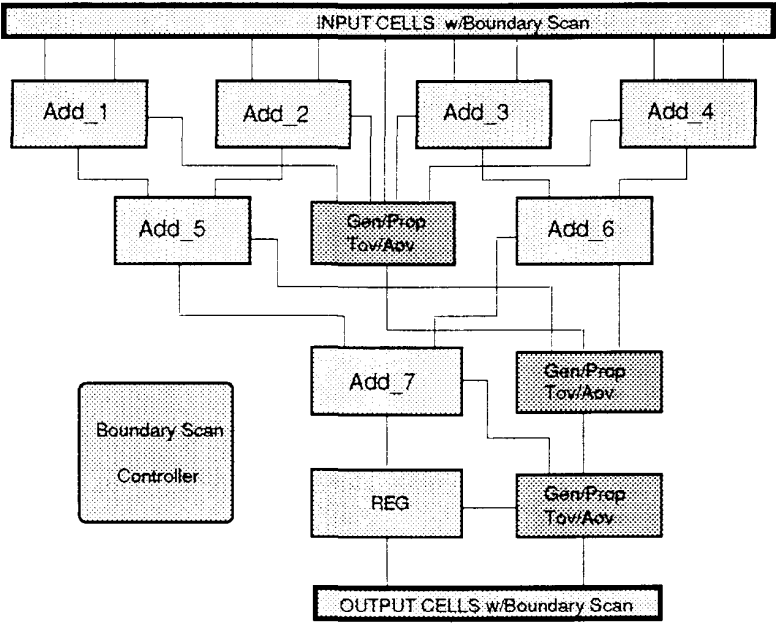 INPUT CELLS w/Boundary Scan
Add_1
Add_2
Add_3
Add_4
Add_5
Gen/Prop
Tov/Aov
Add_6
Add_7
Gen/Prop
Tov/Aov
Boundary Scan
Controller
REG
Gen/Prop
Tov/Aov
OUTPUT CELLS w/Boundary Scan